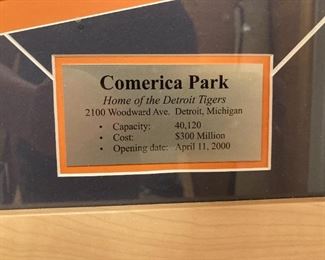 Comerica Park
Home of the Detroit Tigers
2100 Woodward Ave. Detroit, Michigan
• Capacity: 40,120
• Cost: $300 Million
• Opening date: April 11, 2000